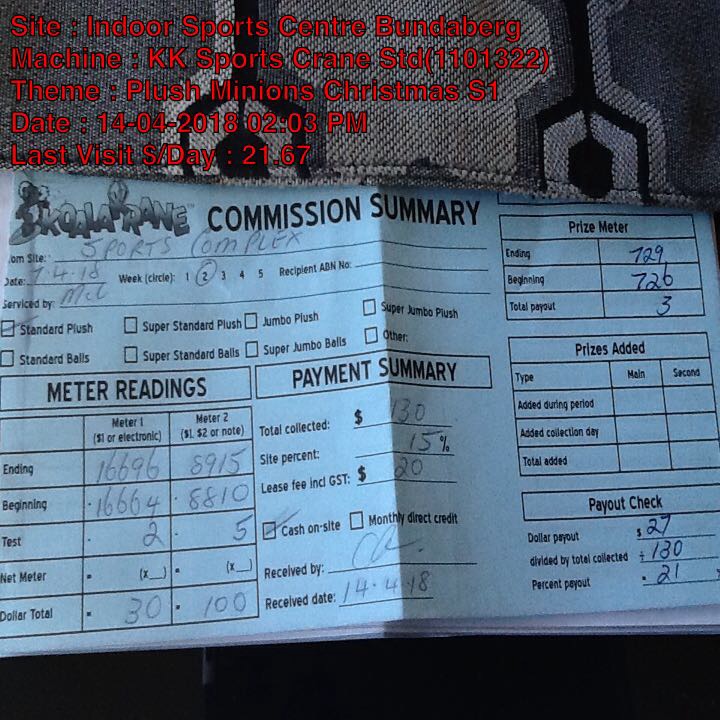 Site : Indoor Sports Centre Bundaberg
Machine : KK Sports Crane Std(1101322)
Theme : Plush Minions Christmas S1
Date : 14-04-2018 02:03 PM
Last Visit $/Day : 21.67
KOALA KRANE™ COMMISSION SUMMARY
om Site: SPORTS COMPLEX
Date: 7.4.18 Week (circle): 1 2 3 4 5 Recipient ABN No:
Serviced by:
Standard Plush Super Standard Plush Jumbo Plush Super Jumbo Plush
Standard Balls Super Standard Balls Super Jumbo Balls Other:
METER READINGS
Meter 1 ($1 or electronic) Meter 2 ($1, $2 or note)
Ending 16696 8915
Beginning 16664 8810
Test 2 5
Net Meter = (x__) = (x__)
Dollar Total = 30 = 100
PAYMENT SUMMARY
Total collected: $ 130
Site percent: 15 %
Lease fee incl GST: $ 20
Cash on-site Monthly direct credit
Received by:
Received date: 14.4.18
Prize Meter
Ending 729
Beginning 726
Total payout 3
Prizes Added
Type Main Second
Added during period
Added collection day
Total added
Payout Check
Dollar payout $ 27
divided by total collected ÷ 130
Percent payout = 21